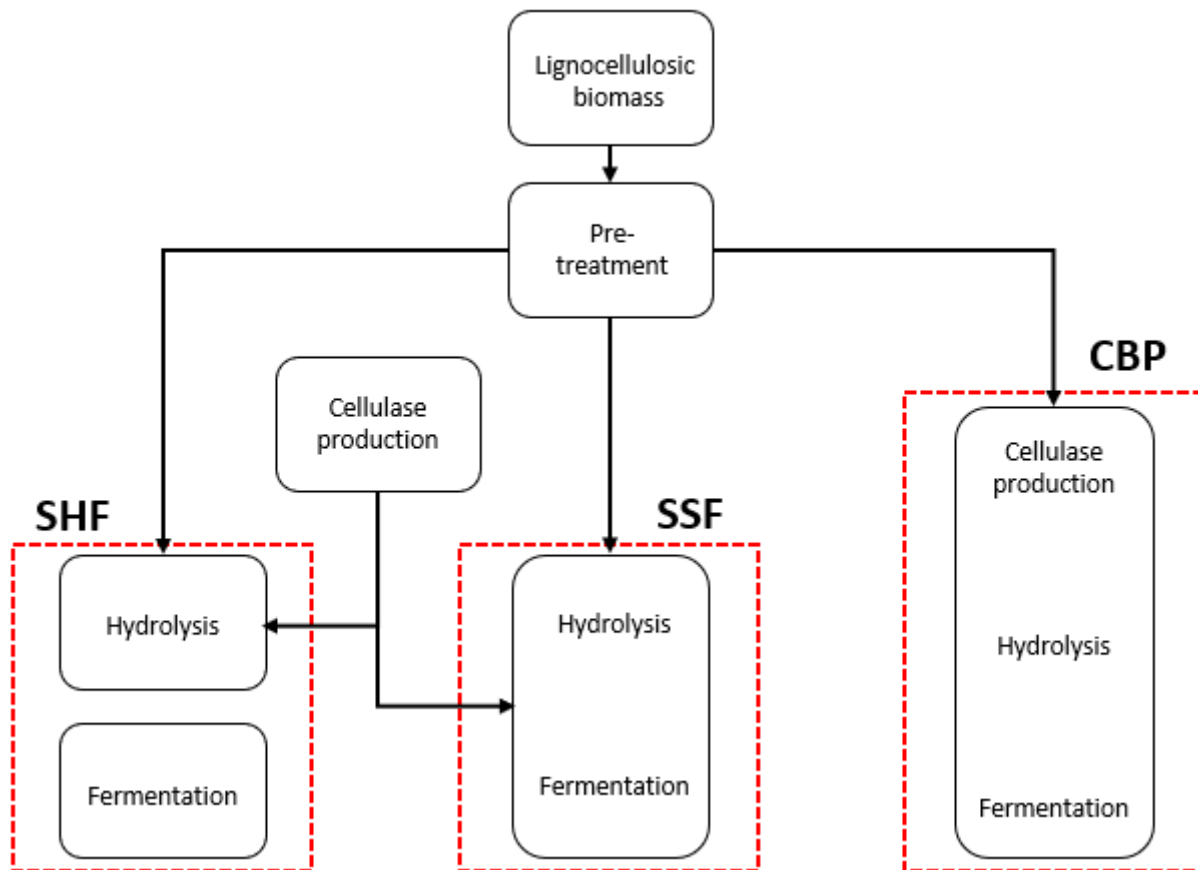 Lignocellulosic
biomass
Pre-
treatment
CBP
Cellulase
production
Cellulase
production
SHF
SSF
Hydrolysis
Hydrolysis
Hydrolysis
Fermentation
Fermentation
Fermentation